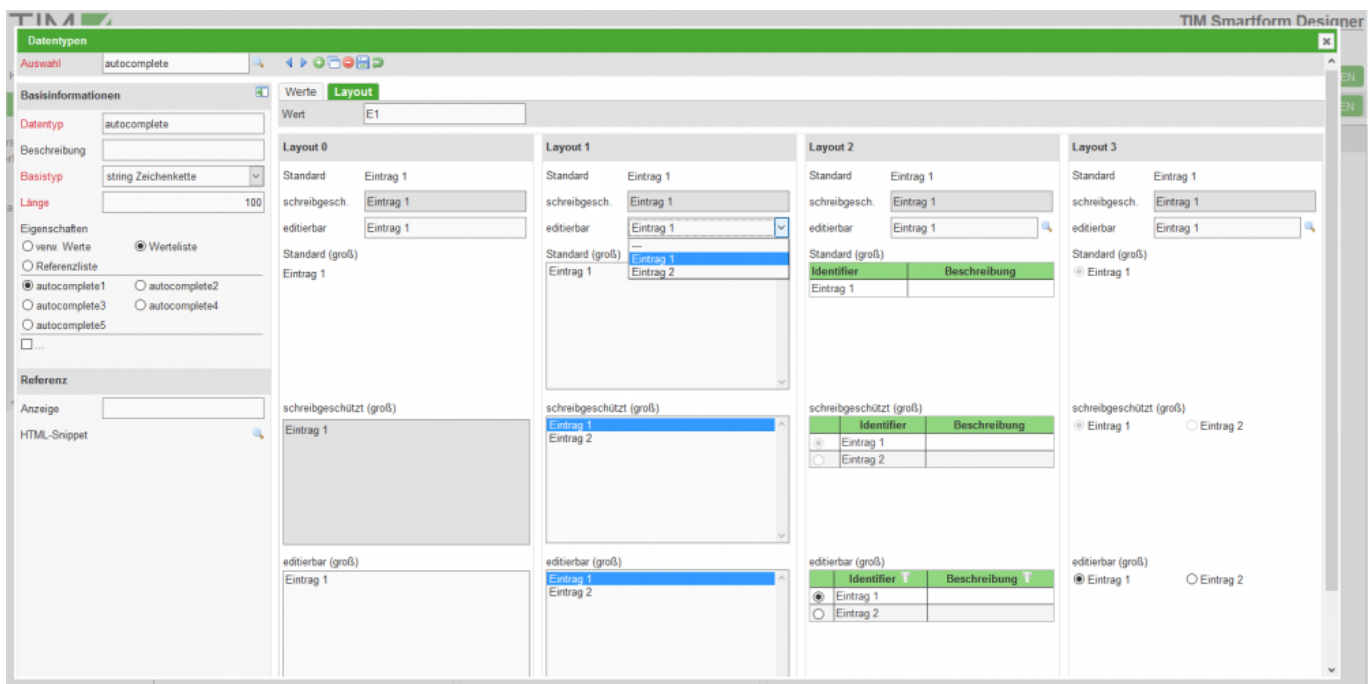 TIM
TIM Smartform Designer
Datentypen
Auswahl autocomplete
EN
EN
Basisinformationen
Datentyp autocomplete
Beschreibung
Basistyp string Zeichenkette
Länge 100
Eigenschaften
verw. Werte Werteliste
Referenzliste
autocomplete1 autocomplete2
autocomplete3 autocomplete4
autocomplete5
...
Referenz
Anzeige
HTML-Snippet
Werte Layout
Wert E1
Layout 0
Standard Eintrag 1
schreibgesch. Eintrag 1
editierbar Eintrag 1
Standard (groß)
Eintrag 1
schreibgeschützt (groß)
Eintrag 1
editierbar (groß)
Eintrag 1
Layout 1
Standard Eintrag 1
schreibgesch. Eintrag 1
editierbar Eintrag 1
---
Eintrag 1
Eintrag 2
Standard (groß)
Eintrag 1
schreibgeschützt (groß)
Eintrag 1
Eintrag 2
editierbar (groß)
Eintrag 1
Eintrag 2
Layout 2
Standard Eintrag 1
schreibgesch. Eintrag 1
editierbar Eintrag 1
Standard (groß)
Identifier Beschreibung
Eintrag 1
schreibgeschützt (groß)
Identifier Beschreibung
Eintrag 1
Eintrag 2
editierbar (groß)
Identifier Beschreibung
Eintrag 1
Eintrag 2
Layout 3
Standard Eintrag 1
schreibgesch. Eintrag 1
editierbar Eintrag 1
Standard (groß)
Eintrag 1
schreibgeschützt (groß)
Eintrag 1 Eintrag 2
editierbar (groß)
Eintrag 1 Eintrag 2